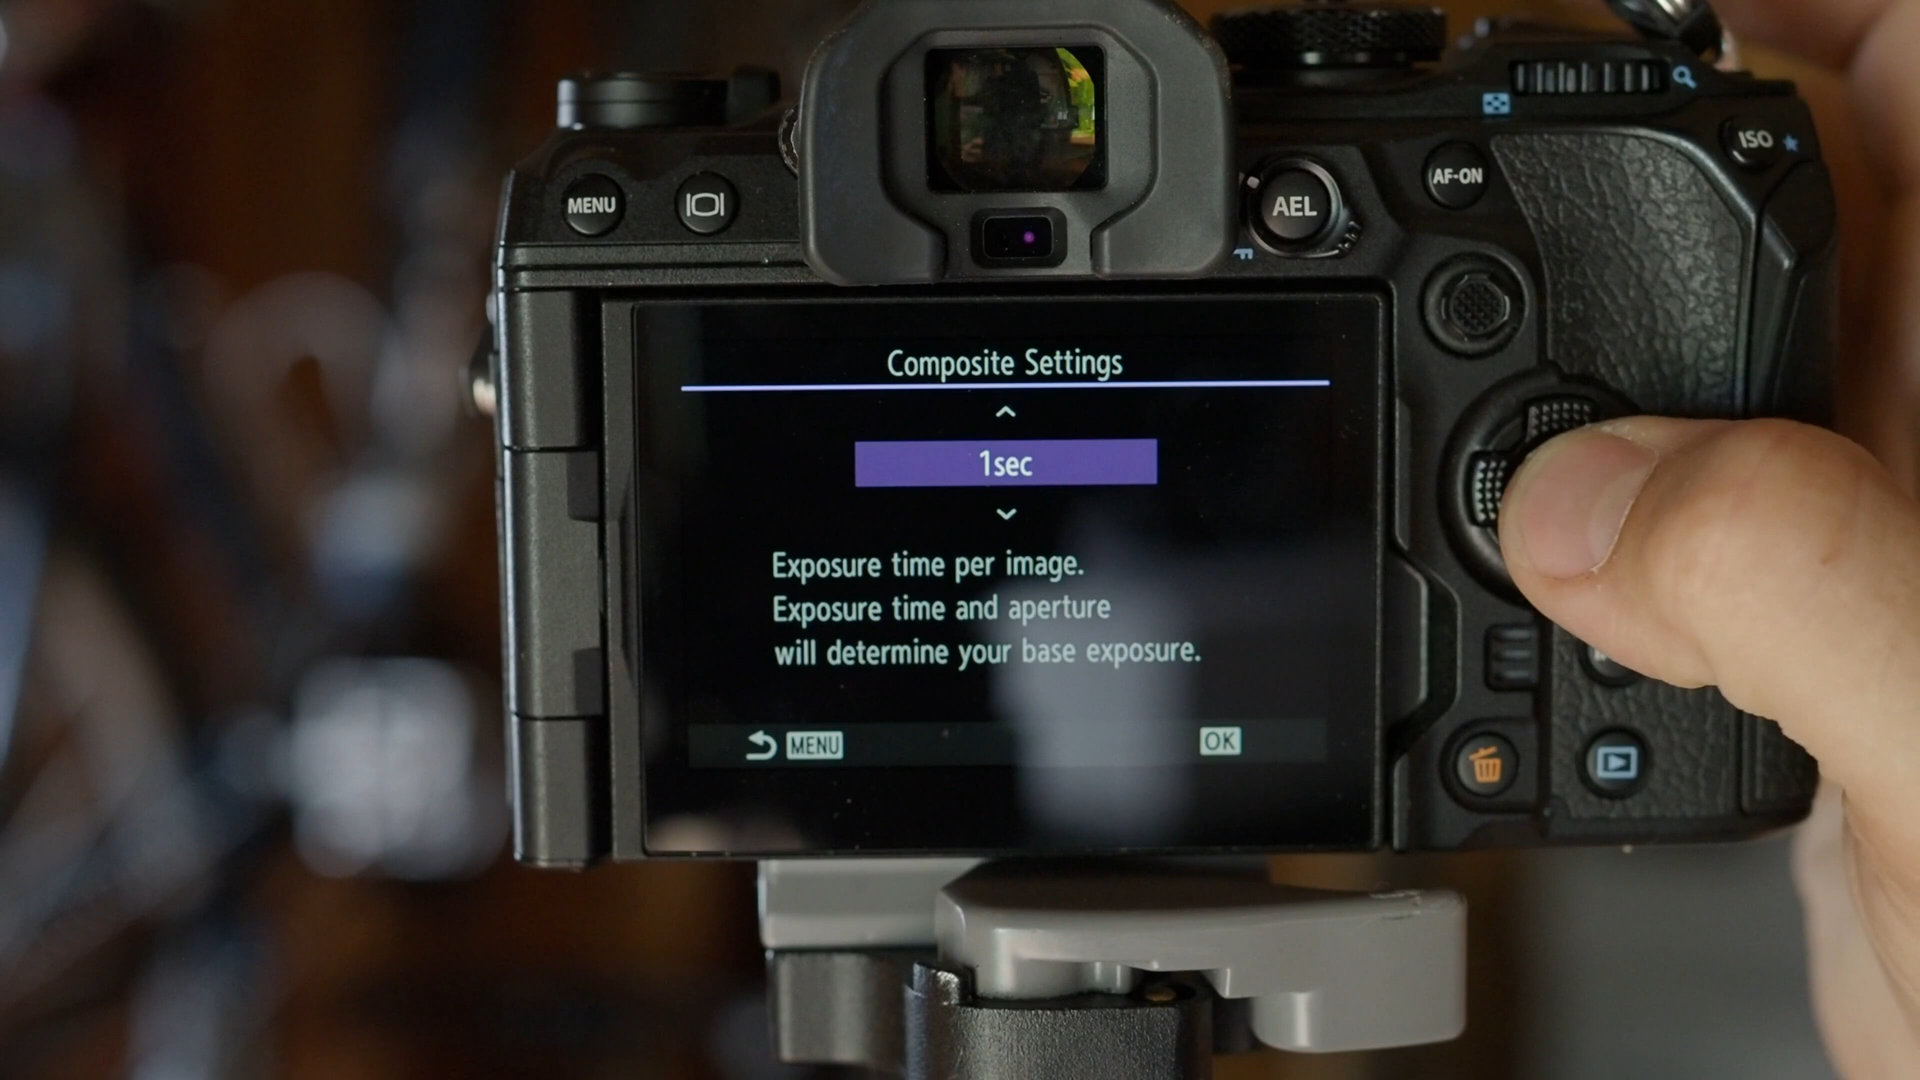 MENU
AEL
AF-ON
ISO
Composite Settings
1sec
Exposure time per image.
Exposure time and aperture
will determine your base exposure.
MENU
OK